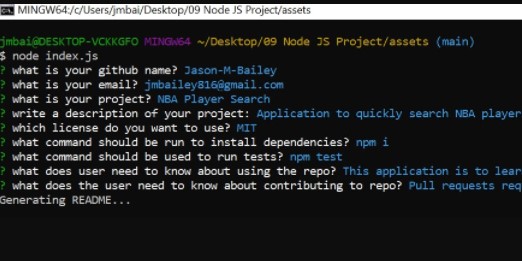 MINGW64:/c/Users/jmbai/Desktop/09 Node JS Project/assets
jmbai@DESKTOP-VCKKGFO MINGW64 ~/Desktop/09 Node JS Project/assets (main)
$ node index.js
? what is your github name? Jason-M-Bailey
? what is your email? jmbailey816@gmail.com
? what is your project? NBA Player Search
? write a description of your project: Application to quickly search NBA player
? which license do you want to use? MIT
? what command should be run to install dependencies? npm i
? what command should be used to run tests? npm test
? what does user need to know about using the repo? This application is to lear
? what does the user need to know about contributing to repo? Pull requests req
Generating README...